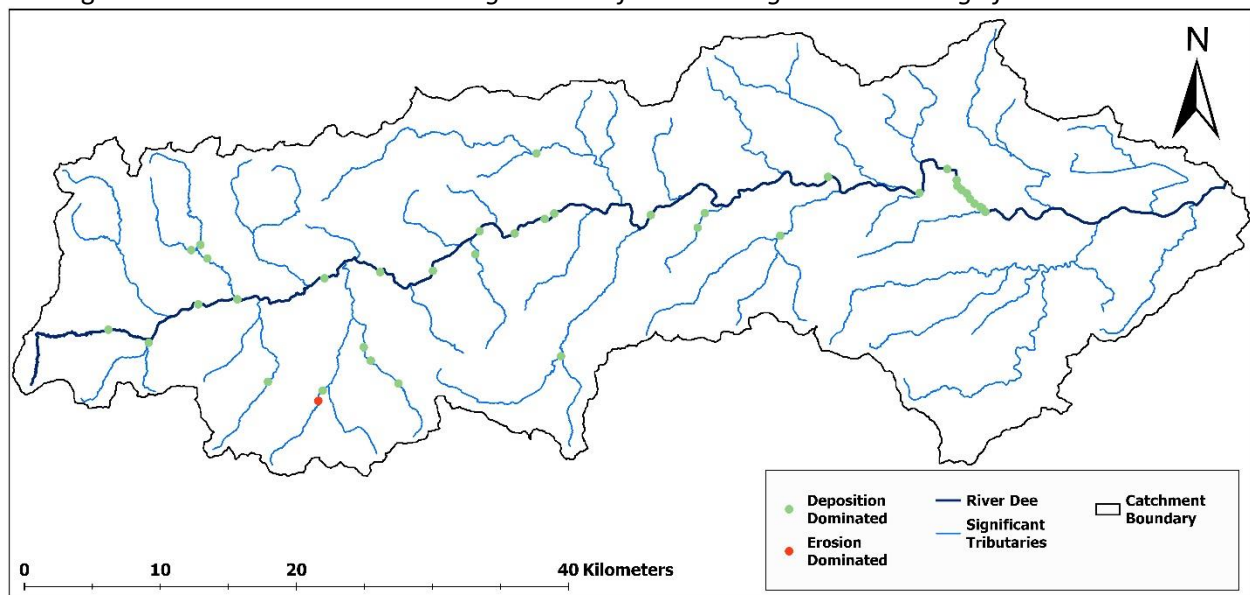 N
Deposition
Dominated
Erosion
Dominated
River Dee
Significant
Tributaries
Catchment
Boundary
0 10 20 40 Kilometers